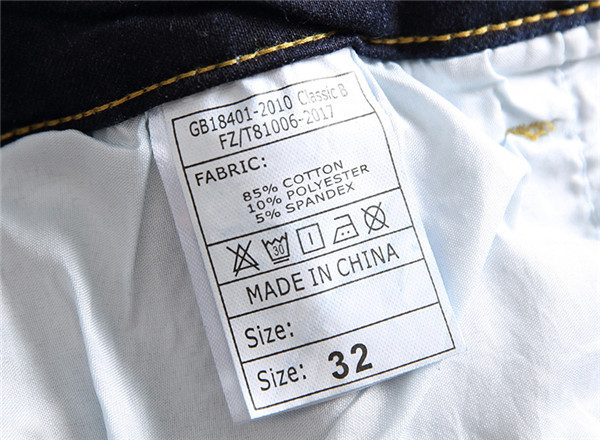 GB18401-2010 Classic B
FZ/T81006-2017
FABRIC:
85% COTTON
10% POLYESTER
5% SPANDEX
30
MADE IN CHINA
Size:
Size: 32